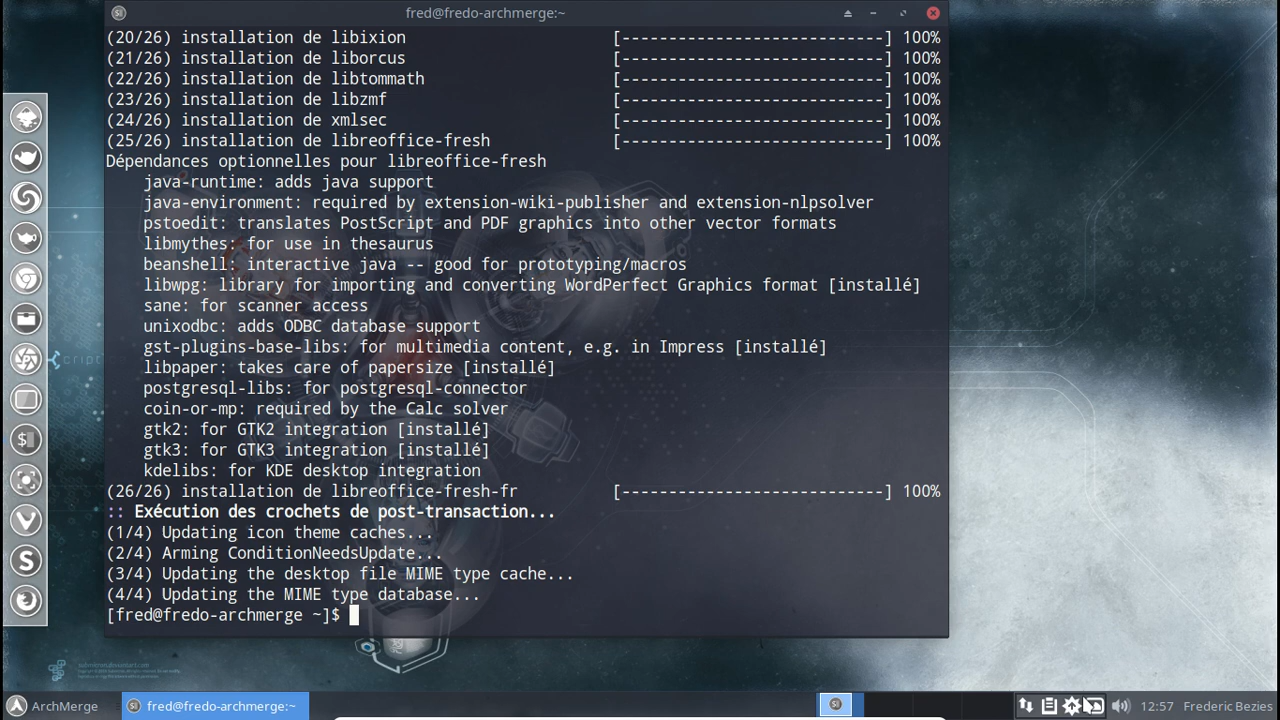 fred@fredo-archmerge:~
(20/26) installation de libixion [----------------------------] 100%
(21/26) installation de liborcus [----------------------------] 100%
(22/26) installation de libtommath [----------------------------] 100%
(23/26) installation de libzmf [----------------------------] 100%
(24/26) installation de xmlsec [----------------------------] 100%
(25/26) installation de libreoffice-fresh [----------------------------] 100%
Dépendances optionnelles pour libreoffice-fresh
java-runtime: adds java support
java-environment: required by extension-wiki-publisher and extension-nlpsolver
pstoedit: translates PostScript and PDF graphics into other vector formats
libmythes: for use in thesaurus
beanshell: interactive java -- good for prototyping/macros
libwpg: library for importing and converting WordPerfect Graphics format [installé]
sane: for scanner access
unixodbc: adds ODBC database support
gst-plugins-base-libs: for multimedia content, e.g. in Impress [installé]
libpaper: takes care of papersize [installé]
postgresql-libs: for postgresql-connector
coin-or-mp: required by the Calc solver
gtk2: for GTK2 integration [installé]
gtk3: for GTK3 integration [installé]
kdelibs: for KDE desktop integration
(26/26) installation de libreoffice-fresh-fr [----------------------------] 100%
:: Exécution des crochets de post-transaction...
(1/4) Updating icon theme caches...
(2/4) Arming ConditionNeedsUpdate...
(3/4) Updating the desktop file MIME type cache...
(4/4) Updating the MIME type database...
[fred@fredo-archmerge ~]$
ArchMerge
fred@fredo-archmerge:~
12:57
Frederic Bezies